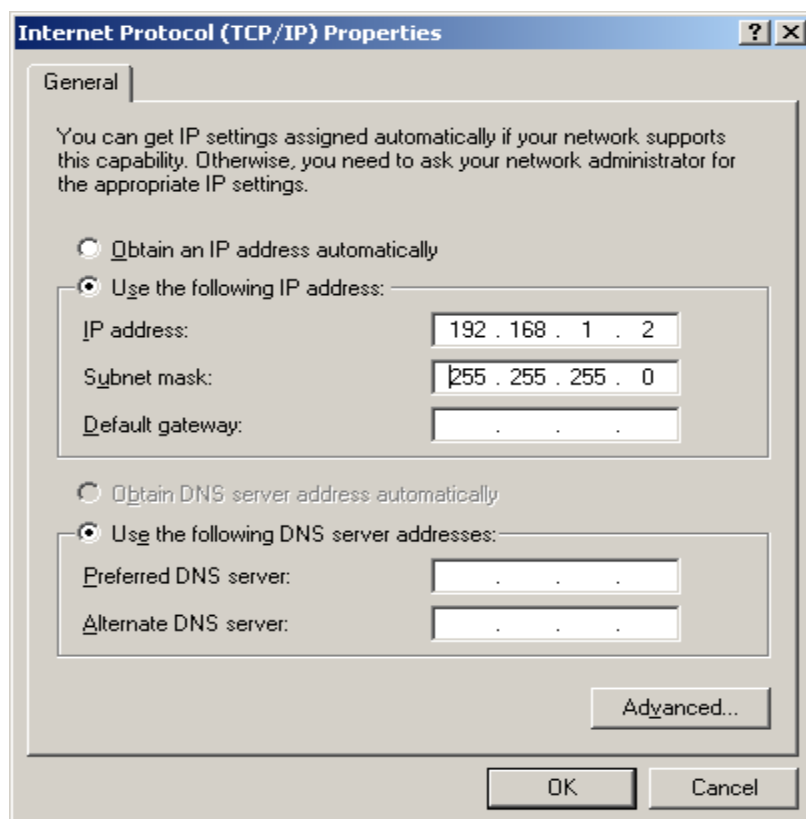 Internet Protocol (TCP/IP) Properties
General
You can get IP settings assigned automatically if your network supports
this capability. Otherwise, you need to ask your network administrator for
the appropriate IP settings.
Obtain an IP address automatically
Use the following IP address:
IP address: 192 . 168 . 1 . 2
Subnet mask: 255 . 255 . 255 . 0
Default gateway: . . .
Obtain DNS server address automatically
Use the following DNS server addresses:
Preferred DNS server: . . .
Alternate DNS server: . . .
Advanced...
OK Cancel